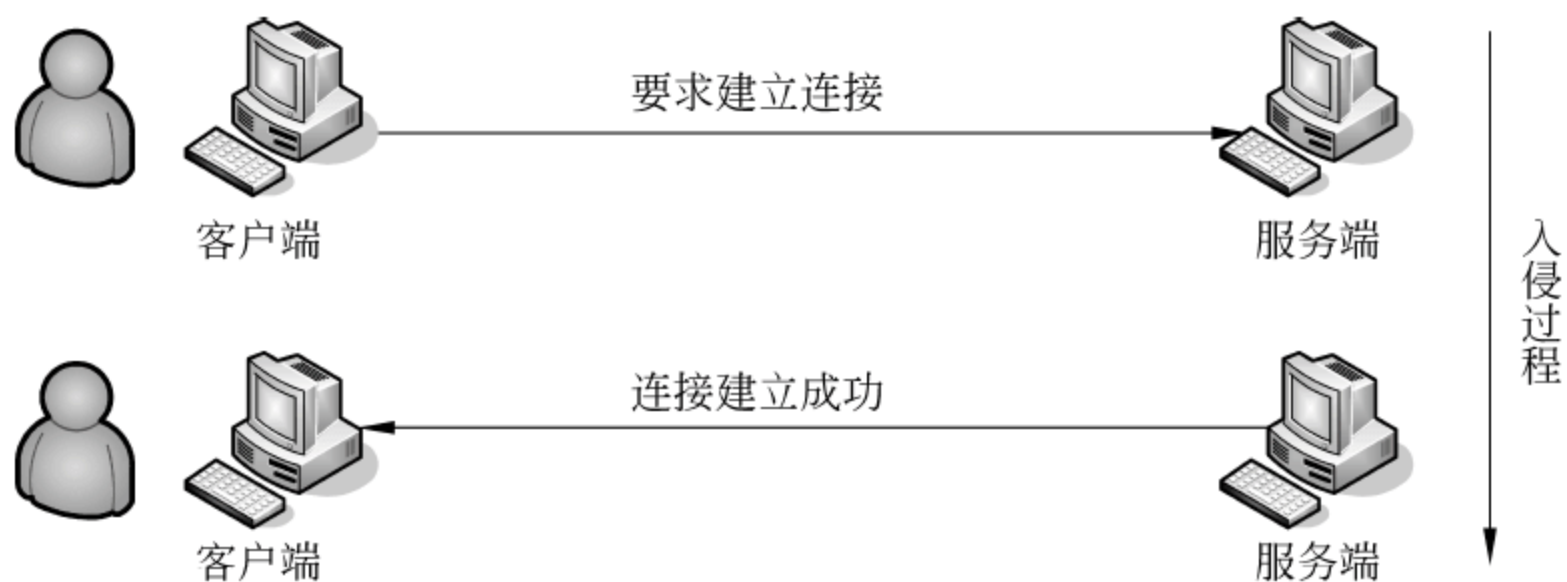 要求建立连接
客户端
服务端
入侵过程
连接建立成功
客户端
服务端